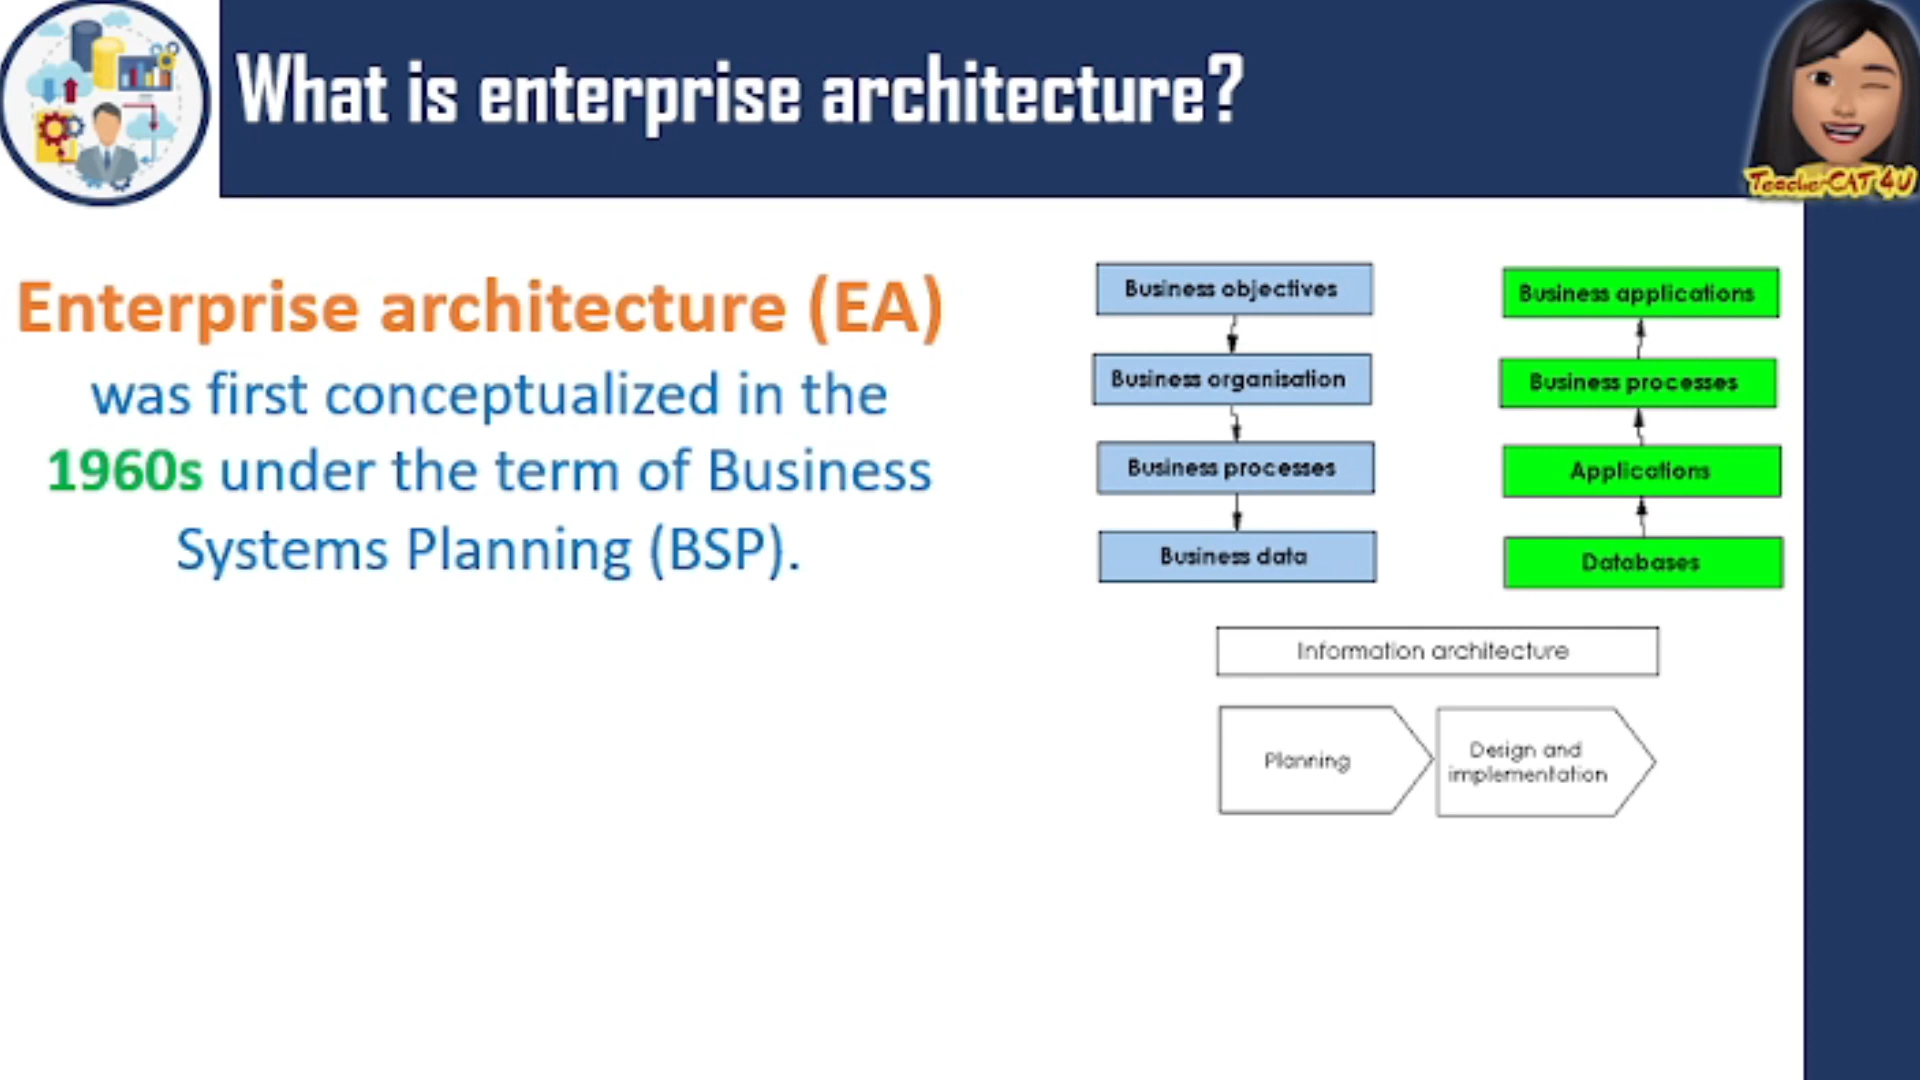 What is enterprise architecture?
Teacher CAT 4U
Enterprise architecture (EA)
was first conceptualized in the
1960s under the term of Business
Systems Planning (BSP).
Business objectives
Business organisation
Business processes
Business data
Business applications
Business processes
Applications
Databases
Information architecture
Planning
Design and
implementation